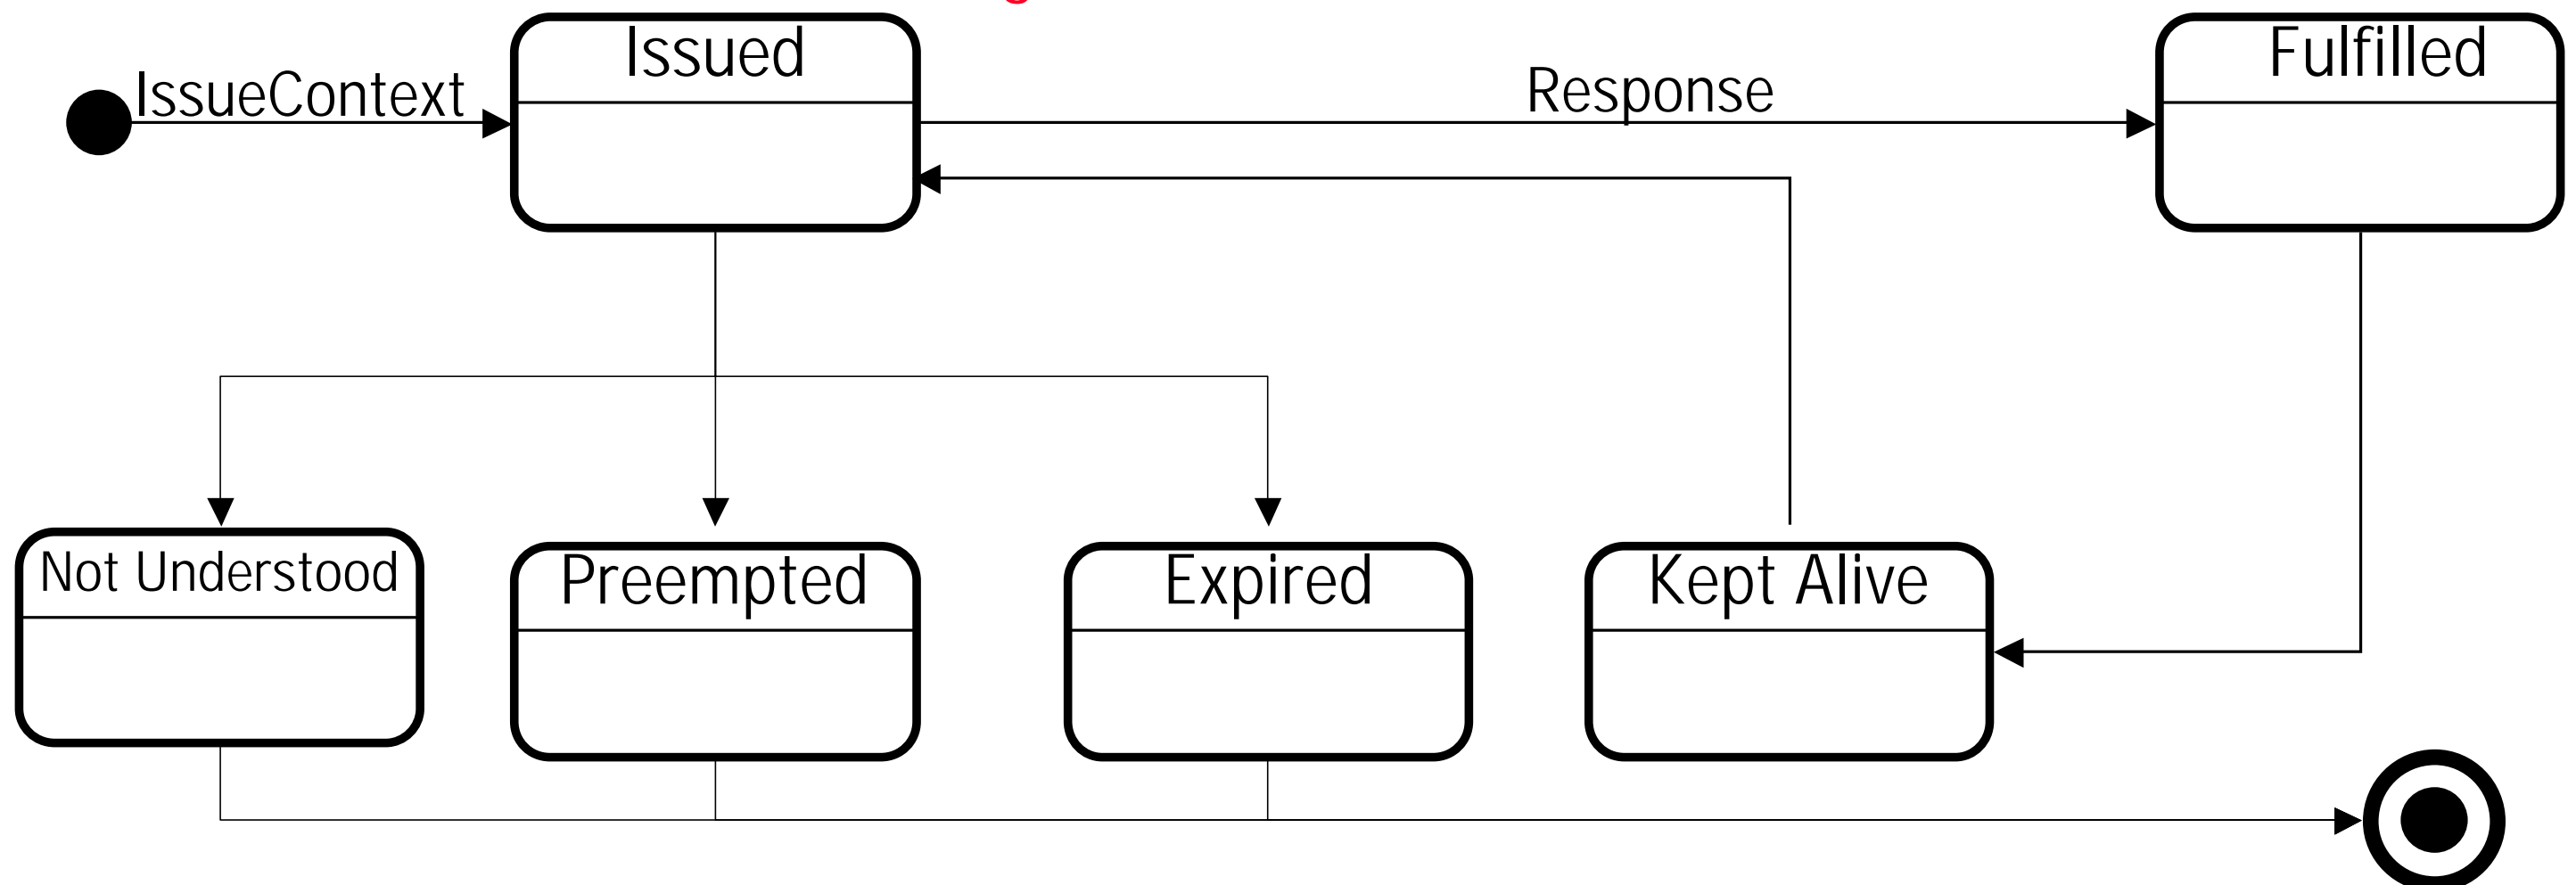 Issued
Fulfilled
IssueContext
Response
Not Understood
Preempted
Expired
Kept Alive